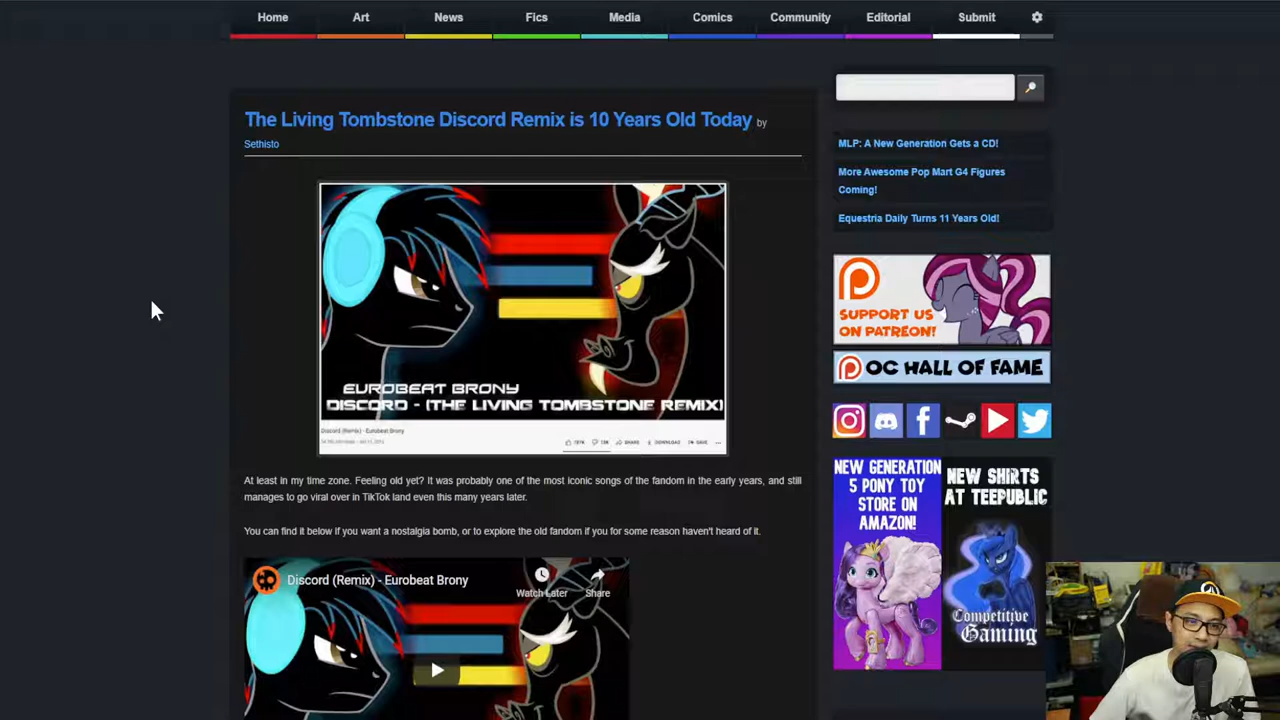 Home Art News Fics Media Comics Community Editorial Submit
The Living Tombstone Discord Remix is 10 Years Old Today by
Sethisto
EUROBEAT BRONY
DISCORD - (THE LIVING TOMBSTONE REMIX)
Discord (Remix) - Eurobeat Brony
SHARE DOWNLOAD SAVE
At least in my time zone. Feeling old yet? It was probably one of the most iconic songs of the fandom in the early years, and still
manages to go viral over in TikTok land even this many years later.
You can find it below if you want a nostalgia bomb, or to explore the old fandom if you for some reason haven't heard of it.
Discord (Remix) - Eurobeat Brony
Watch Later
Share
MLP: A New Generation Gets a CD!
More Awesome Pop Mart G4 Figures
Coming!
Equestria Daily Turns 11 Years Old!
SUPPORT US
ON PATREON!
OC HALL OF FAME
NEW GENERATION
5 PONY TOY
STORE ON
AMAZON!
NEW SHIRTS
AT TEEPUBLIC
Competitive
Gaming